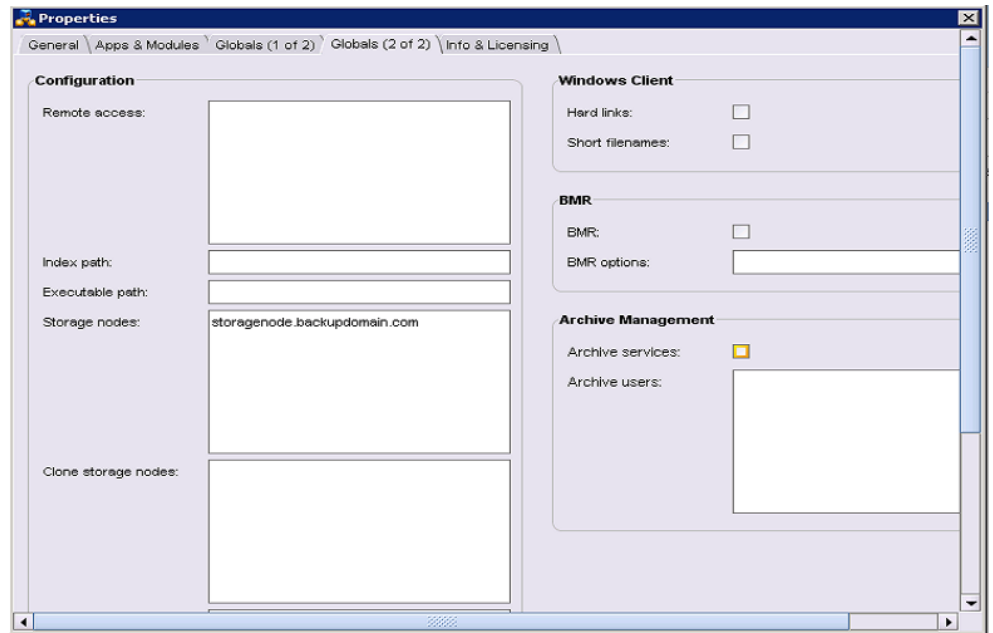 Properties
General Apps & Modules Globals (1 of 2) Globals (2 of 2) Info & Licensing
Configuration
Remote access:
Index path:
Executable path:
Storage nodes: storagenode.backupdomain.com
Clone storage nodes:
Windows Client
Hard links:
Short filenames:
BMR
BMR:
BMR options:
Archive Management
Archive services:
Archive users: